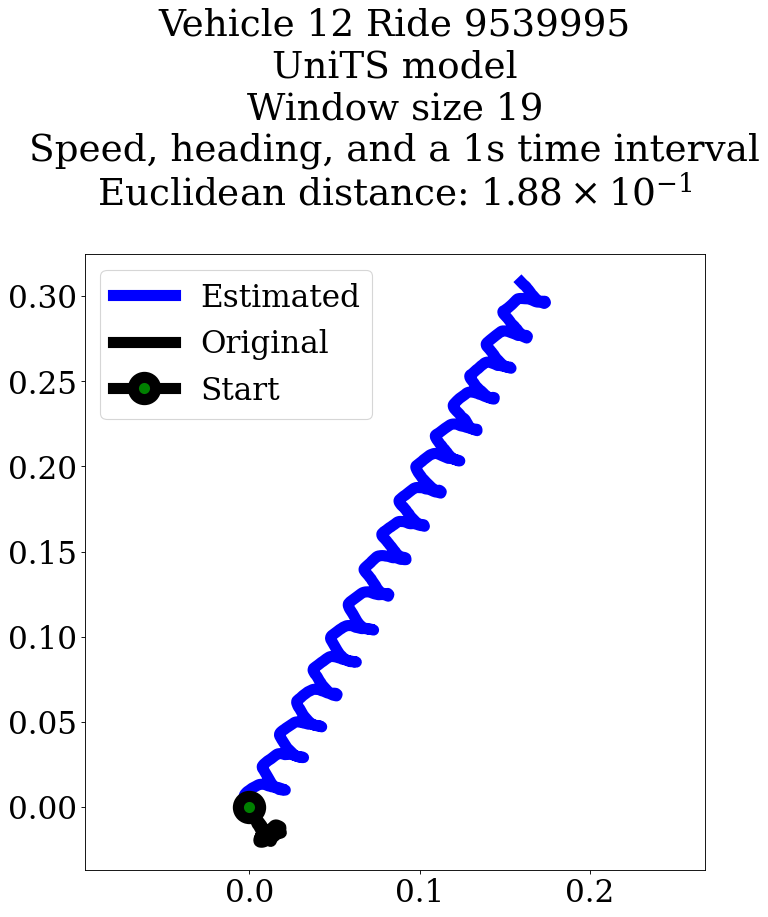 Vehicle 12 Ride 9539995
UniTS model
Window size 19
Speed, heading, and a 1s time interval
Euclidean distance: 1.88 × 10⁻¹
Estimated
Original
Start
0.30
0.25
0.20
0.15
0.10
0.05
0.00
0.0 0.1 0.2